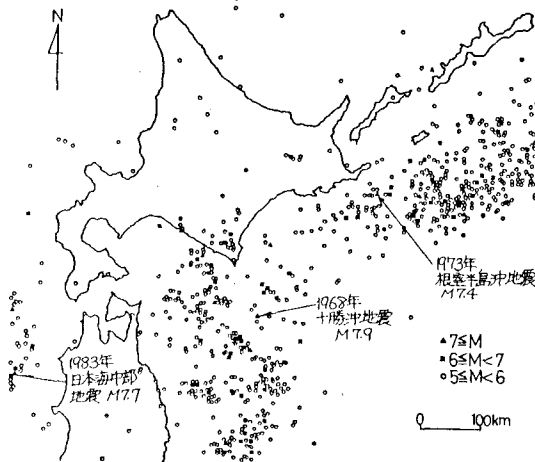 N
1973年
根室半島沖地震
M7.4
1968年
十勝沖地震
M7.9
1983年
日本海中部
地震 M7.7
▲ 7≦M
■ 6≦M<7
○ 5≦M<6
0 100km